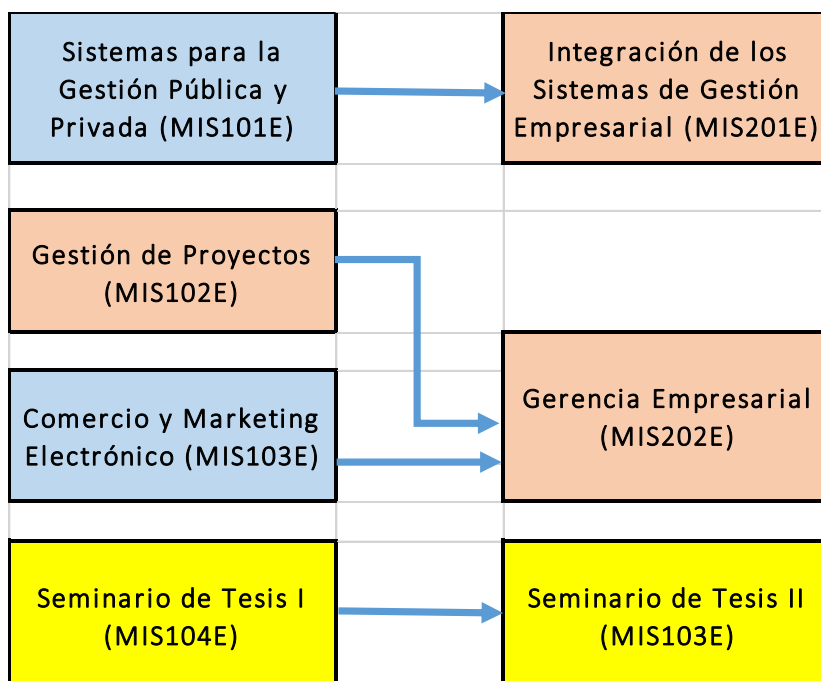 Sistemas para la
Gestión Pública y
Privada (MIS101E)
Integración de los
Sistemas de Gestión
Empresarial (MIS201E)
Gestión de Proyectos
(MIS102E)
Comercio y Marketing
Electrónico (MIS103E)
Gerencia Empresarial
(MIS202E)
Seminario de Tesis I
(MIS104E)
Seminario de Tesis II
(MIS103E)